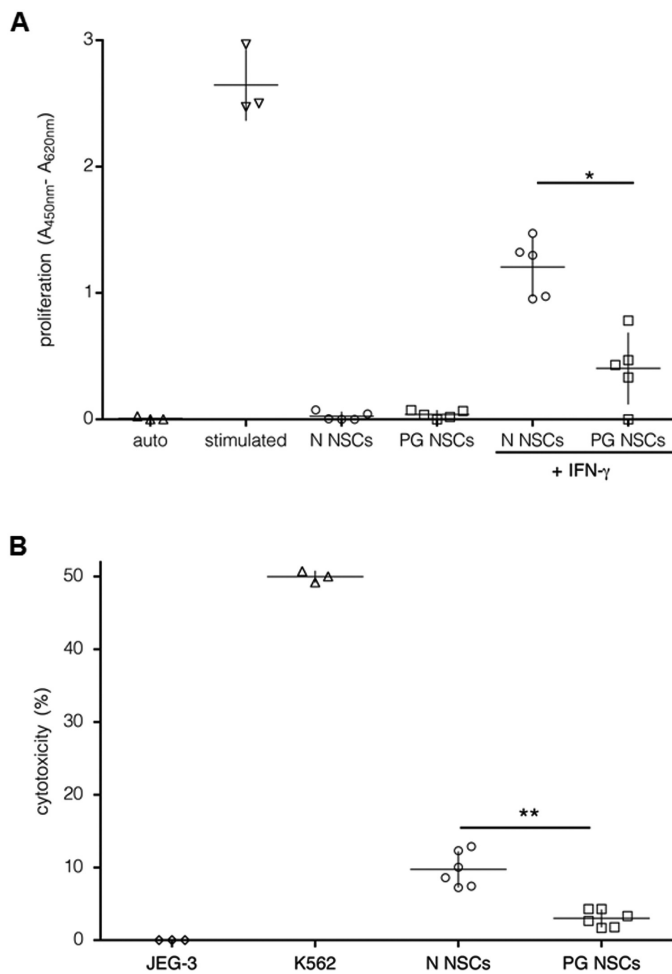 A
proliferation (A450nm- A620nm)
3
2
1
0
*
auto stimulated N NSCs PG NSCs N NSCs PG NSCs
+ IFN-γ
B
cytotoxicity (%)
50
40
30
20
10
0
**
JEG-3 K562 N NSCs PG NSCs